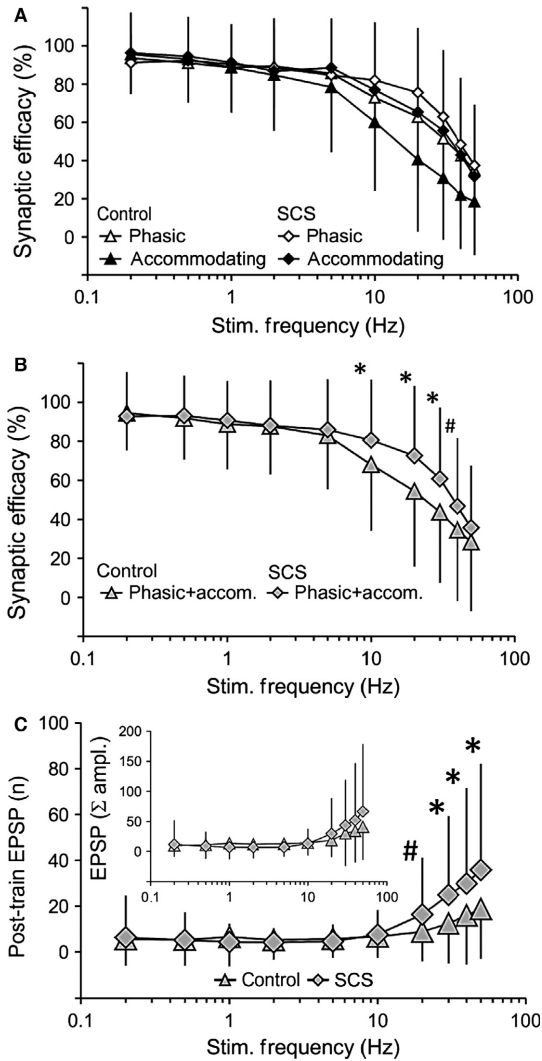 A
Synaptic efficacy (%)
100
80
60
40
20
0
Control SCS
Phasic Phasic
Accommodating Accommodating
0.1 1 10 100
Stim. frequency (Hz)
B
Synaptic efficacy (%)
100
80
60
40
20
0
* * * #
Control SCS
Phasic+accom. Phasic+accom.
0.1 1 10 100
Stim. frequency (Hz)
C
Post-train EPSP (n)
100
80
60
40
20
0
EPSP (Σ ampl.)
200
150
100
50
0
0.1 1 10 100
# * * *
Control SCS
0.1 1 10 100
Stim. frequency (Hz)